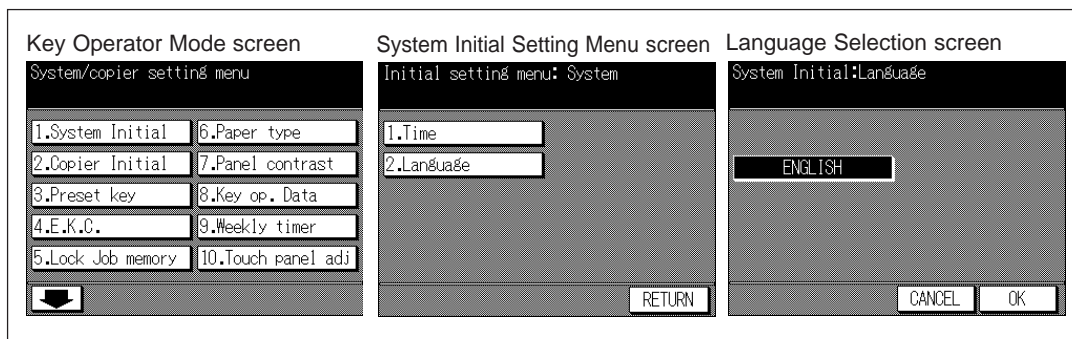 Key Operator Mode screen
System/copier setting menu
1.System Initial
6.Paper type
2.Copier Initial
7.Panel contrast
3.Preset key
8.Key op. Data
4.E.K.C.
9.Weekly timer
5.Lock Job memory
10.Touch panel adj
System Initial Setting Menu screen
Initial setting menu: System
1.Time
2.Language
RETURN
Language Selection screen
System Initial:Language
ENGLISH
CANCEL
OK